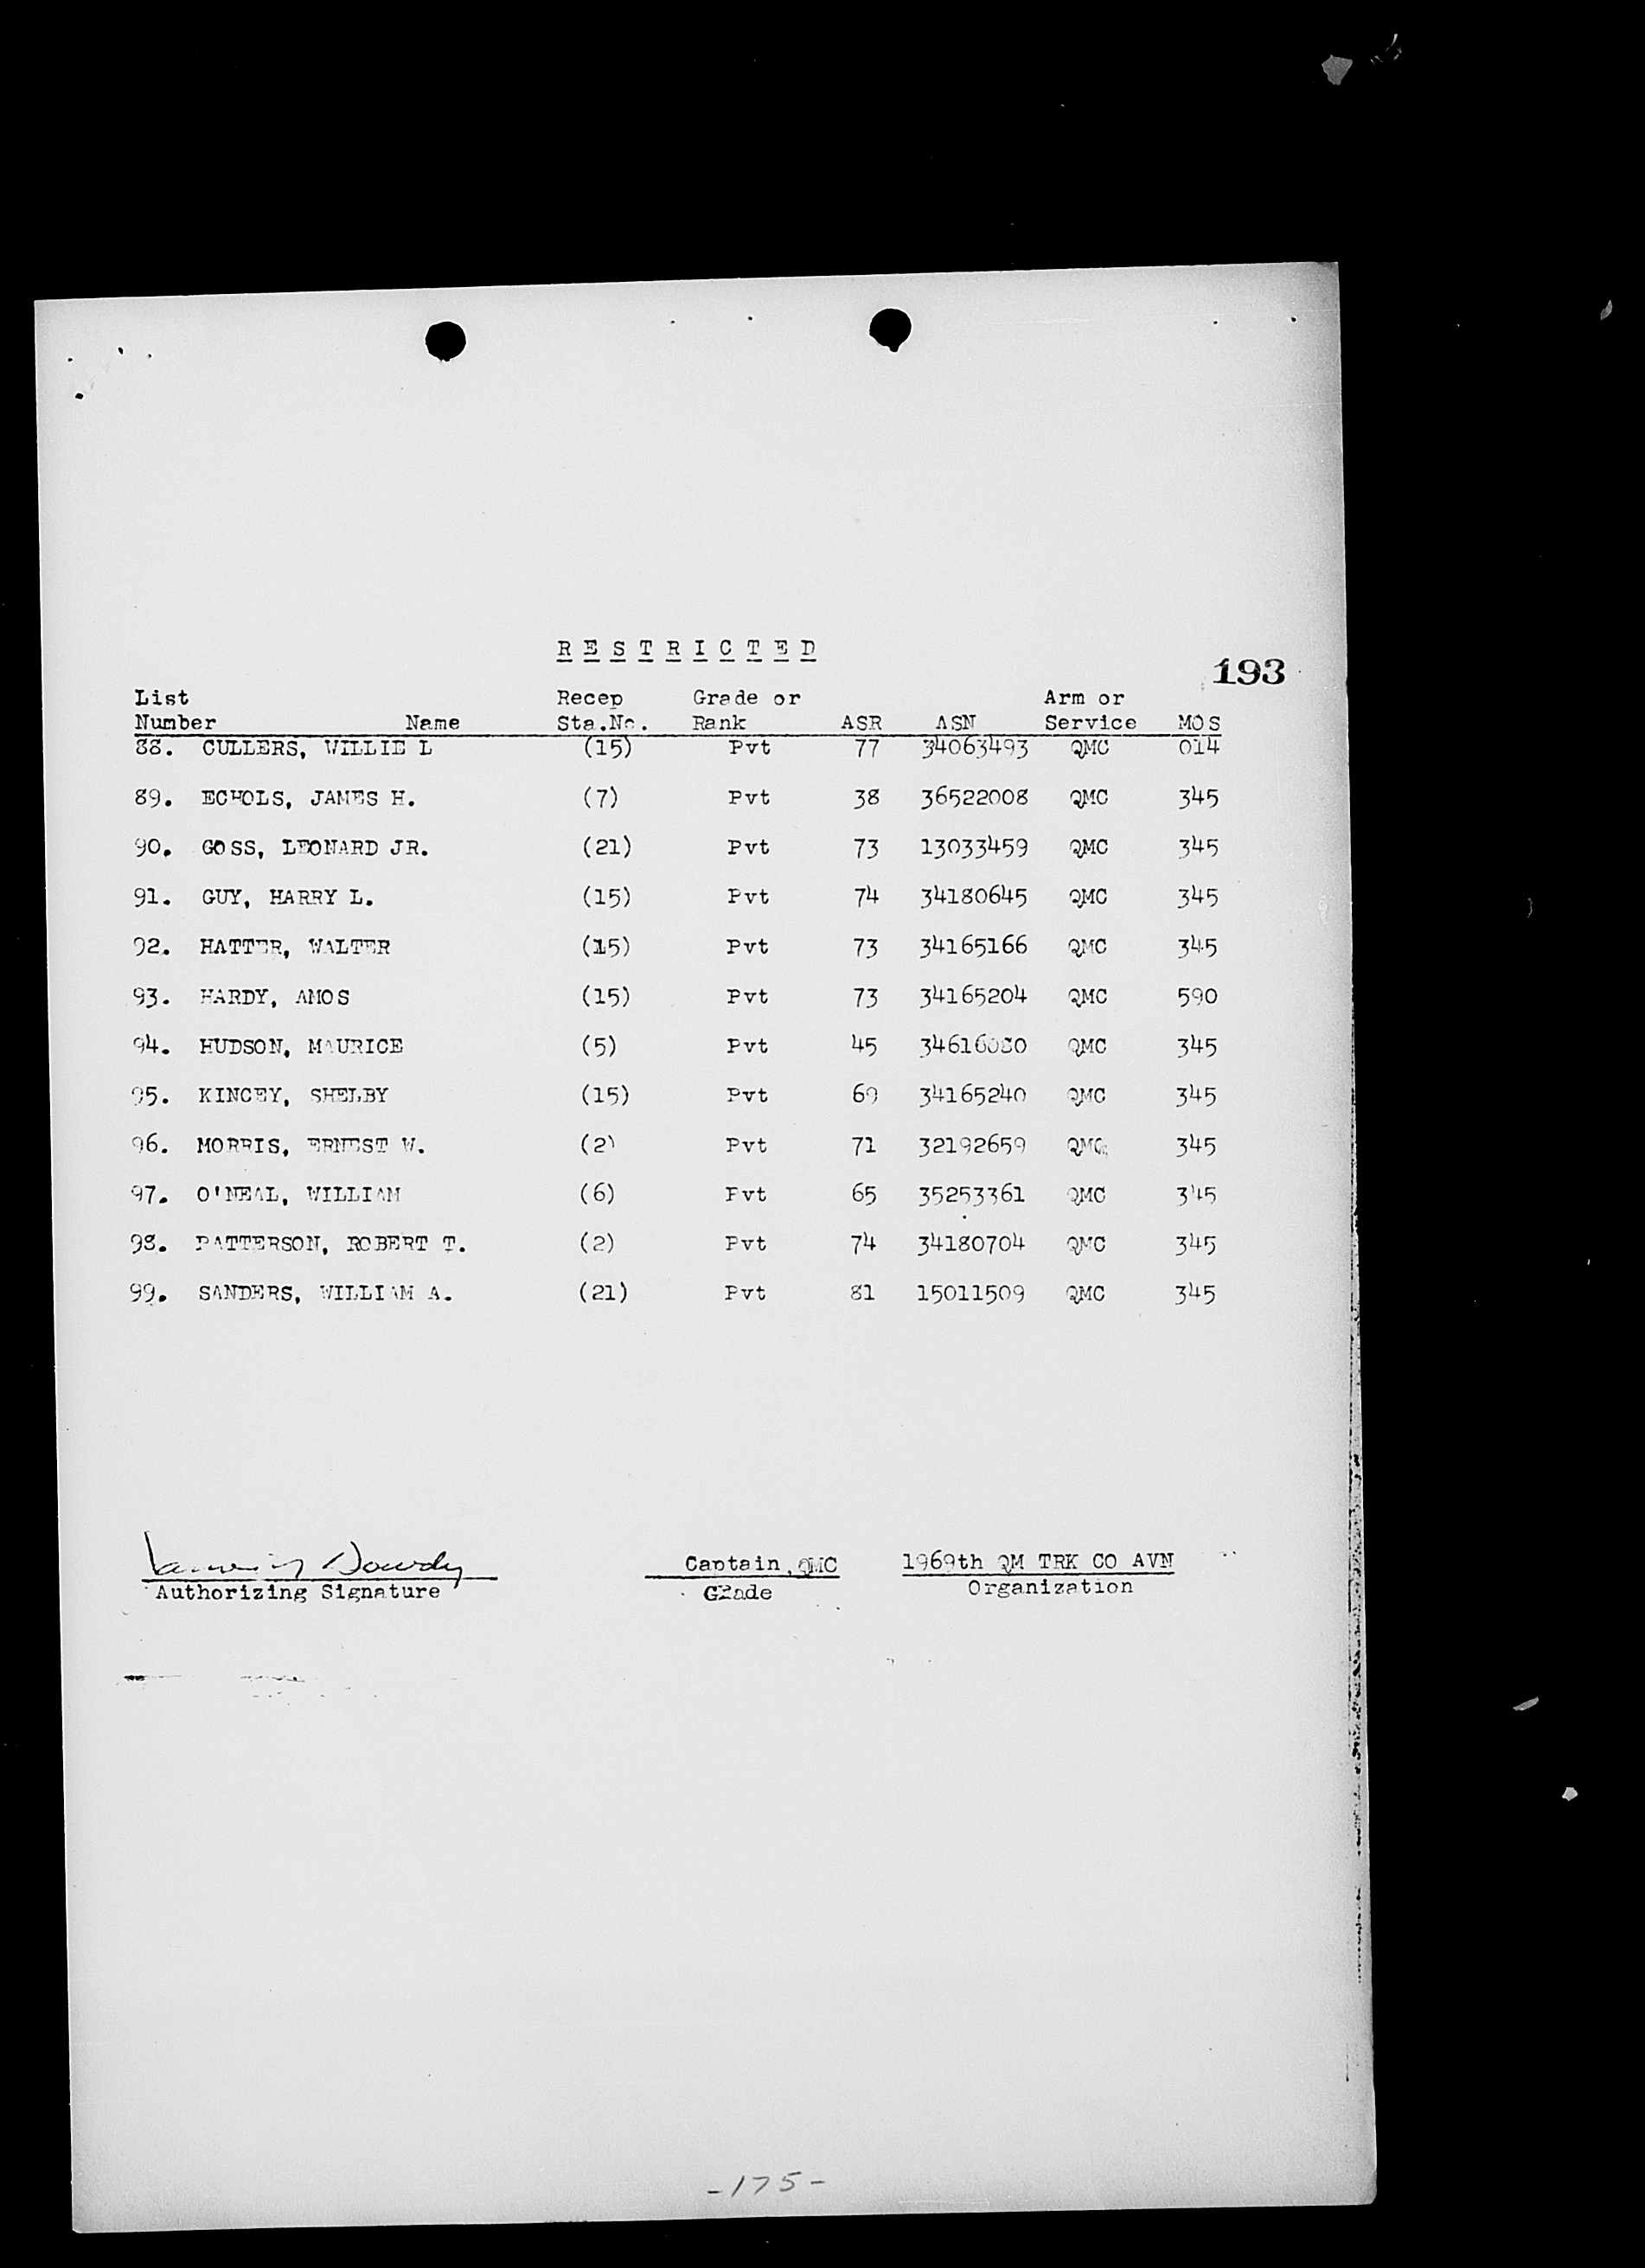 R E S T R I C T E D
193
List Recep Grade or Arm or
Number Name Sta.No. Rank ASR ASN Service MOS
88. CULLERS, WILLIE L (15) Pvt 77 34063493 QMC 014
89. ECHOLS, JAMES H. (7) Pvt 38 36522008 QMC 345
90. GOSS, LEONARD JR. (21) Pvt 73 13033459 QMC 345
91. GUY, HARRY L. (15) Pvt 74 34180645 QMC 345
92. HATTER, WALTER (15) Pvt 73 34165166 QMC 345
93. HARDY, AMOS (15) Pvt 73 34165204 QMC 590
94. HUDSON, MAURICE (5) Pvt 45 QMC 345
95. KINCEY, SHELBY (15) Pvt 69 34165240 QMC 345
96. MORRIS, ERNEST W. (2) Pvt 71 32192659 QMC 345
97. O'NEAL, WILLIAM (6) Pvt 65 35253361 QMC 345
98. PATTERSON, ROBERT T. (2) Pvt 74 34180704 QMC 345
99. SANDERS, WILLIAM A. (21) Pvt 81 15011509 QMC 345
Dowdy Captain, QMC 1969th QM TRK CO AVN
Authorizing Signature Grade Organization
-175-